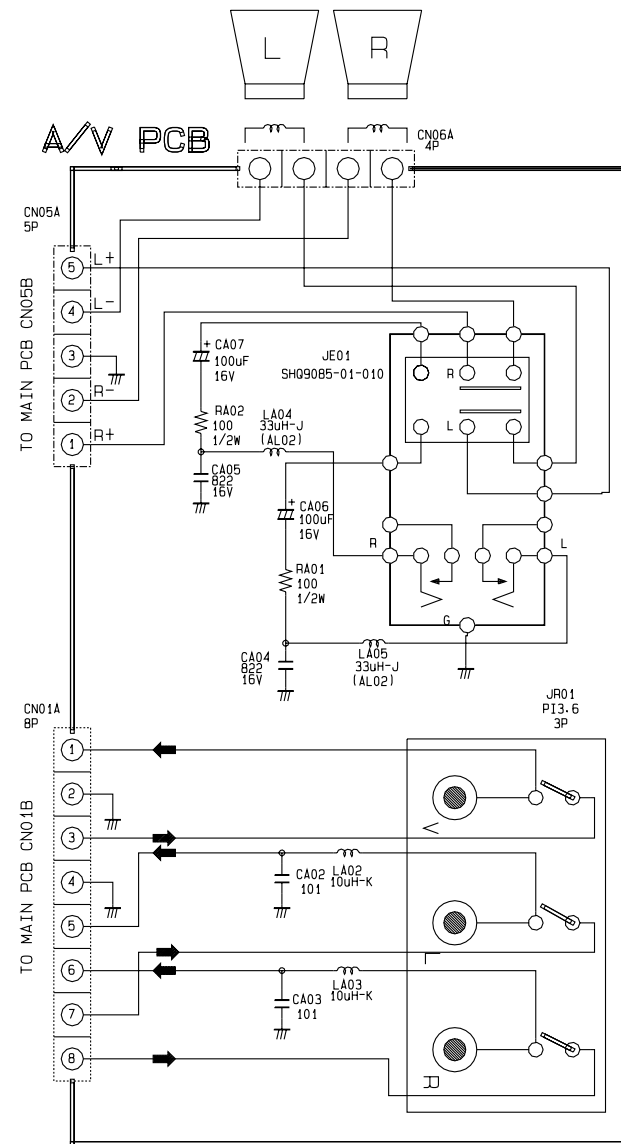 L
R
A/V PCB
CN06A
4P
CN05A
5P
TO MAIN PCB CN05B
5
L+
4
L-
3
2
R-
1
R+
+ CA07
100uF
16V
JE01
SHQ9085-01-010
R
L
RA02
100
1/2W
LA04
33uH-J
(AL02)
CA05
822
16V
+ CA06
100uF
16V
R
L
RA01
100
1/2W
G
CA04
822
16V
LA05
33uH-J
(AL02)
CN01A
8P
JR01
PI3.6
3P
TO MAIN PCB CN01B
1
2
3
4
5
6
7
8
V
CA02
101
LA02
10uH-K
L
CA03
101
LA03
10uH-K
R